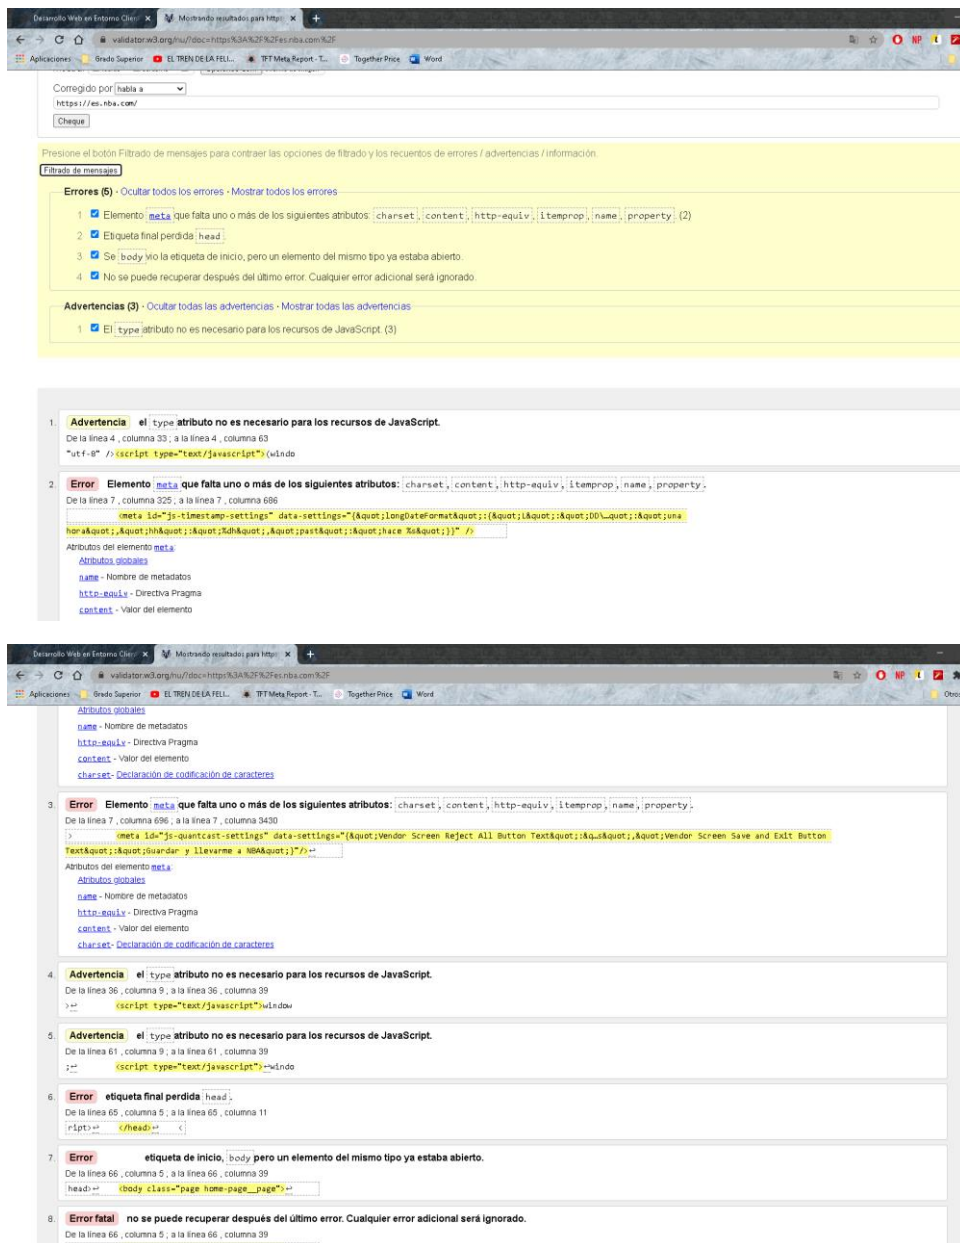 Desarrollo Web en Entorno Client
Mostrando resultados para https
validator.w3.org/nu/?doc=https%3A%2F%2Fes.nba.com%2F
Aplicaciones Grado Superior EL TREN DE LA FELI... TFT Meta Report - T... Together Price Word
Corregido por habla a
https://es.nba.com/
Cheque
Presione el botón Filtrado de mensajes para contraer las opciones de filtrado y los recuentos de errores / advertencias / información.
Filtrado de mensajes
Errores (5) · Ocultar todos los errores · Mostrar todos los errores
1 Elemento meta que falta uno o más de los siguientes atributos: charset, content, http-equiv, itemprop, name, property. (2)
2 Etiqueta final perdida head.
3 Se body vio la etiqueta de inicio, pero un elemento del mismo tipo ya estaba abierto.
4 No se puede recuperar después del último error. Cualquier error adicional será ignorado.
Advertencias (3) · Ocultar todas las advertencias · Mostrar todas las advertencias
1 El type atributo no es necesario para los recursos de JavaScript. (3)
1. Advertencia el type atributo no es necesario para los recursos de JavaScript.
De la línea 4 , columna 33 ; a la línea 4 , columna 63
"utf-8" /><script type="text/javascript">(windo
2. Error Elemento meta que falta uno o más de los siguientes atributos: charset, content, http-equiv, itemprop, name, property.
De la línea 7 , columna 325 ; a la línea 7 , columna 686
<meta id="js-timestamp-settings" data-settings="{&quot;longDateFormat&quot;:{&quot;L&quot;:&quot;DD\…quot;:&quot;una
hora&quot;,&quot;hh&quot;:&quot;%dh&quot;,&quot;past&quot;:&quot;hace %s&quot;}}" />
Atributos del elemento meta:
Atributos globales
name - Nombre de metadatos
http-equiv - Directiva Pragma
content - Valor del elemento
Desarrollo Web en Entorno Client
Mostrando resultados para https
validator.w3.org/nu/?doc=https%3A%2F%2Fes.nba.com%2F
Aplicaciones Grado Superior EL TREN DE LA FELI... TFT Meta Report - T... Together Price Word Otros
Atributos globales
name - Nombre de metadatos
http-equiv - Directiva Pragma
content - Valor del elemento
charset- Declaración de codificación de caracteres
3. Error Elemento meta que falta uno o más de los siguientes atributos: charset, content, http-equiv, itemprop, name, property.
De la línea 7 , columna 696 ; a la línea 7 , columna 3430
> <meta id="js-quantcast-settings" data-settings="{&quot;Vendor Screen Reject All Button Text&quot;:&q…s&quot;,&quot;Vendor Screen Save and Exit Button
Text&quot;:&quot;Guardar y llevarme a NBA&quot;}"/>↩
Atributos del elemento meta:
Atributos globales
name - Nombre de metadatos
http-equiv - Directiva Pragma
content - Valor del elemento
charset- Declaración de codificación de caracteres
4. Advertencia el type atributo no es necesario para los recursos de JavaScript.
De la línea 36 , columna 9 ; a la línea 36 , columna 39
>↩ <script type="text/javascript">window
5. Advertencia el type atributo no es necesario para los recursos de JavaScript.
De la línea 61 , columna 9 ; a la línea 61 , columna 39
;↩ <script type="text/javascript">↩windo
6. Error etiqueta final perdida head.
De la línea 65 , columna 5 ; a la línea 65 , columna 11
ript>↩ </head>↩ <
7. Error etiqueta de inicio, body pero un elemento del mismo tipo ya estaba abierto.
De la línea 66 , columna 5 ; a la línea 66 , columna 39
head>↩ <body class="page home-page__page">↩
8. Error fatal no se puede recuperar después del último error. Cualquier error adicional será ignorado.
De la línea 66 , columna 5 ; a la línea 66 , columna 39